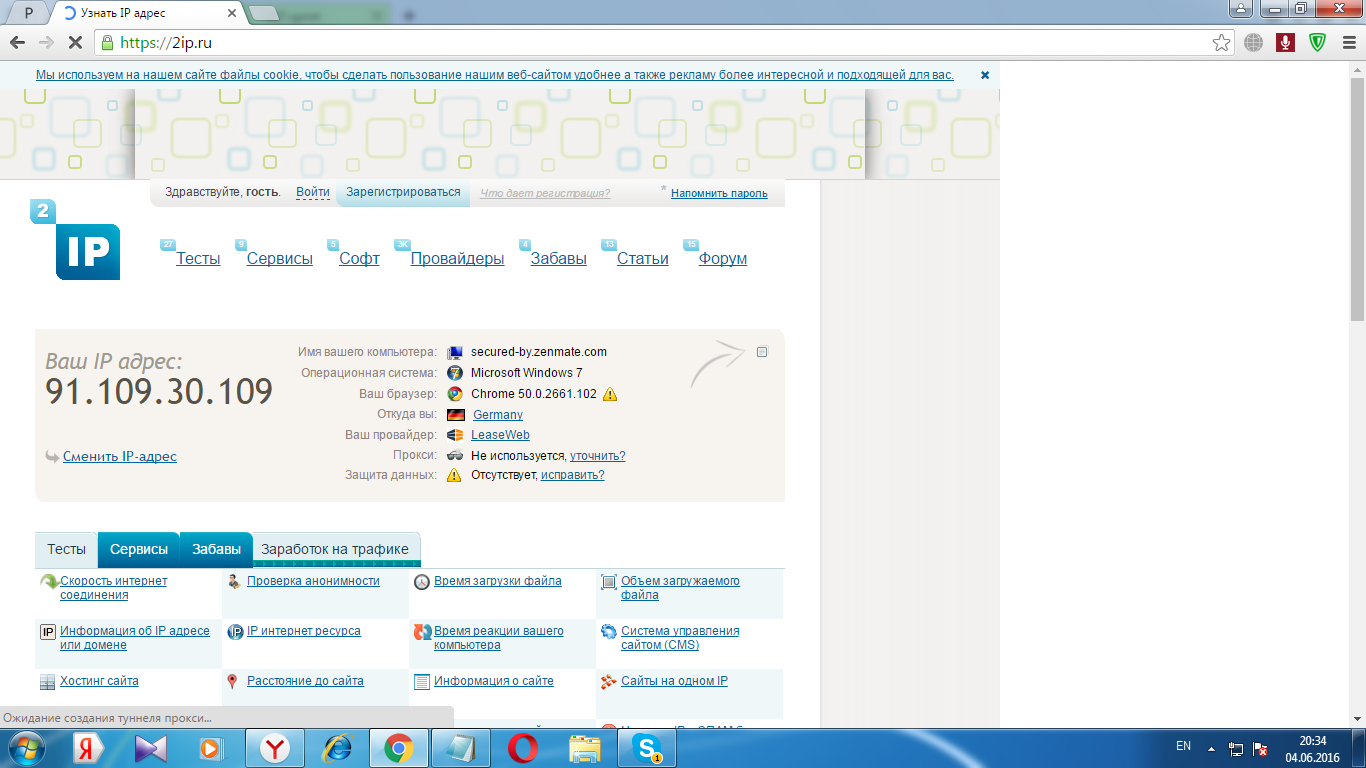 P
Узнать IP адрес
https://2ip.ru
Мы используем на нашем сайте файлы cookie, чтобы сделать пользование нашим веб-сайтом удобнее а также рекламу более интересной и подходящей для вас.
Здравствуйте, гость. Войти Зарегистрироваться Что дает регистрация? * Напомнить пароль
2
IP
27 Тесты 9 Сервисы 5 Софт 3K Провайдеры 4 Забавы 13 Статьи 15 Форум
Ваш IP адрес:
91.109.30.109
Сменить IP-адрес
Имя вашего компьютера: secured-by.zenmate.com
Операционная система: Microsoft Windows 7
Ваш браузер: Chrome 50.0.2661.102
Откуда вы: Germany
Ваш провайдер: LeaseWeb
Прокси: Не используется, уточнить?
Защита данных: Отсутствует, исправить?
Тесты Сервисы Забавы Заработок на трафике
Скорость интернет
соединения
Проверка анонимности
Время загрузки файла
Объем загружаемого
файла
IP
Информация об IP адресе
или домене
IP интернет ресурса
Время реакции вашего
компьютера
Система управления
сайтом (CMS)
Хостинг сайта
Расстояние до сайта
Информация о сайте
Сайты на одном IP
Ожидание создания туннеля прокси...
EN
20:34
04.06.2016